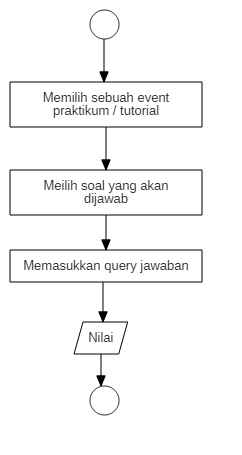 Memilih sebuah event
praktikum / tutorial
Meilih soal yang akan
dijawab
Memasukkan query jawaban
Nilai